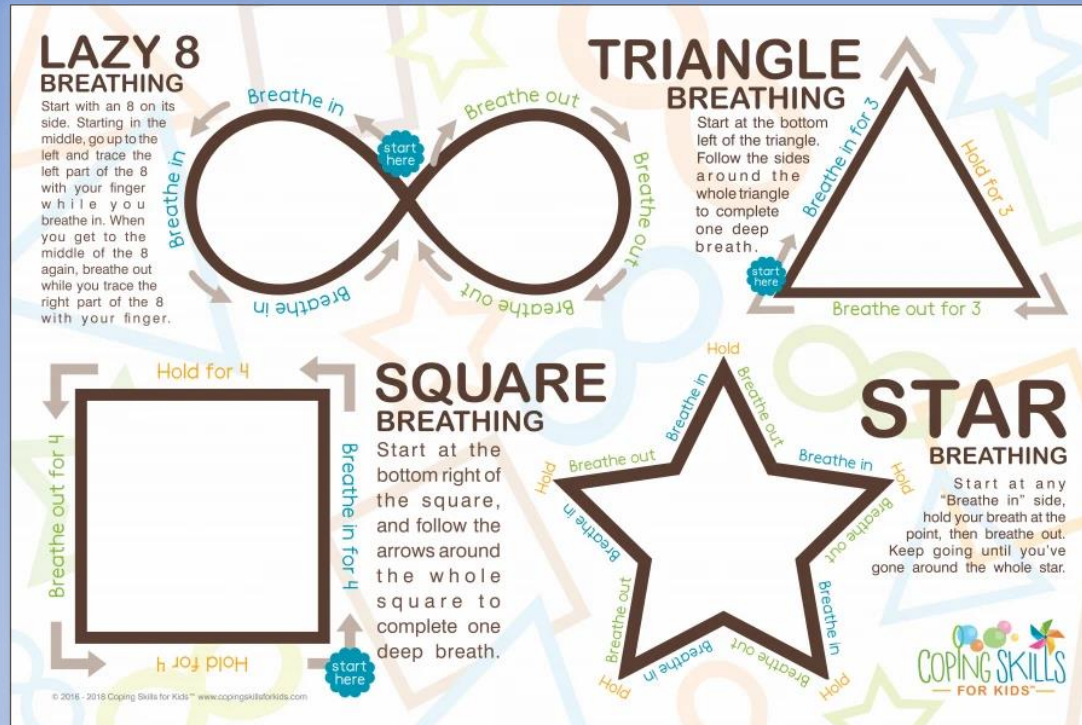 LAZY 8
BREATHING
Start with an 8 on its
side. Starting in the
middle, go up to the
left and trace the
left part of the 8
with your finger
while you
breathe in. When
you get to the
middle of the 8
again, breathe out
while you trace the
right part of the 8
with your finger.
Breathe in
Breathe in
Breathe in
start
here
Breathe out
Breathe out
Breathe out
TRIANGLE
BREATHING
Start at the bottom
left of the triangle.
Follow the sides
around the
whole triangle
to complete
one deep
breath.
start
here
Breathe in for 3
Hold for 3
Breathe out for 3
Hold for 4
Breathe out for 4
Breathe in for 4
Hold for 4
start
here
SQUARE
BREATHING
Start at the
bottom right of
the square,
and follow the
arrows around
the whole
square to
complete one
deep breath.
Hold
Breathe in
Breathe out
Breathe out
Breathe in
Hold
Hold
Breathe in
Breathe out
Breathe out
Breathe in
Breathe in
Breathe out
Hold
Hold
STAR
BREATHING
Start at any
"Breathe in" side,
hold your breath at the
point, then breathe out.
Keep going until you've
gone around the whole star.
COPING SKILLS
FOR KIDS™
© 2016 - 2018 Coping Skills for Kids™ www.copingskillsforkids.com